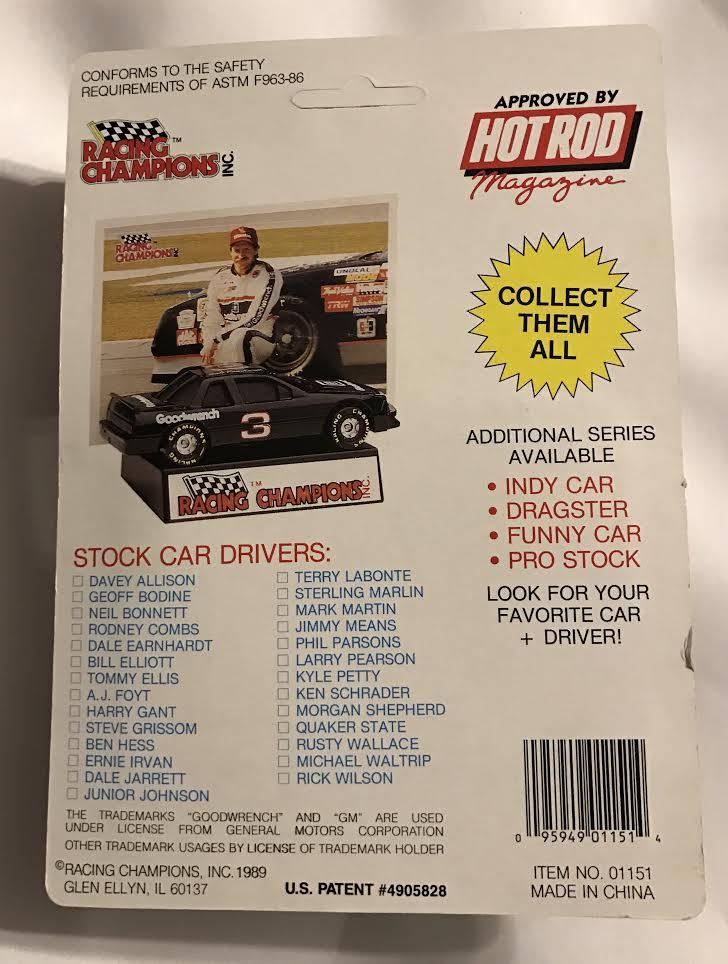 CONFORMS TO THE SAFETY
REQUIREMENTS OF ASTM F963-86
RACING
CHAMPIONS INC.
TM
APPROVED BY
HOT ROD
Magazine
RACING
CHAMPIONS
UNOCAL
Goodwrench
3
RACING CHAMPIONS INC.
TM
COLLECT
THEM
ALL
ADDITIONAL SERIES
AVAILABLE
• INDY CAR
• DRAGSTER
• FUNNY CAR
• PRO STOCK
LOOK FOR YOUR
FAVORITE CAR
+ DRIVER!
STOCK CAR DRIVERS:
DAVEY ALLISON
GEOFF BODINE
NEIL BONNETT
RODNEY COMBS
DALE EARNHARDT
BILL ELLIOTT
TOMMY ELLIS
A.J. FOYT
HARRY GANT
STEVE GRISSOM
BEN HESS
ERNIE IRVAN
DALE JARRETT
JUNIOR JOHNSON
TERRY LABONTE
STERLING MARLIN
MARK MARTIN
JIMMY MEANS
PHIL PARSONS
LARRY PEARSON
KYLE PETTY
KEN SCHRADER
MORGAN SHEPHERD
QUAKER STATE
RUSTY WALLACE
MICHAEL WALTRIP
RICK WILSON
THE TRADEMARKS "GOODWRENCH" AND "GM" ARE USED
UNDER LICENSE FROM GENERAL MOTORS CORPORATION
OTHER TRADEMARK USAGES BY LICENSE OF TRADEMARK HOLDER
©RACING CHAMPIONS, INC. 1989
GLEN ELLYN, IL 60137
U.S. PATENT #4905828
0 95949 01151 4
ITEM NO. 01151
MADE IN CHINA